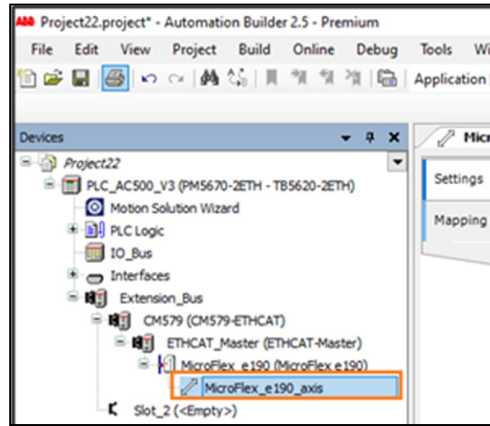 ABB Project22.project* - Automation Builder 2.5 - Premium
File Edit View Project Build Online Debug Tools
Application
Devices
Micr
Project22
Settings
PLC_AC500_V3 (PM5670-2ETH - TB5620-2ETH)
Motion Solution Wizard
Mapping
PLC Logic
IO_Bus
Interfaces
Extension_Bus
CM579 (CM579-ETHCAT)
ETHCAT_Master (ETHCAT-Master)
MicroFlex_e190 (MicroFlex e190)
MicroFlex_e190_axis
Slot_2 (<Empty>)